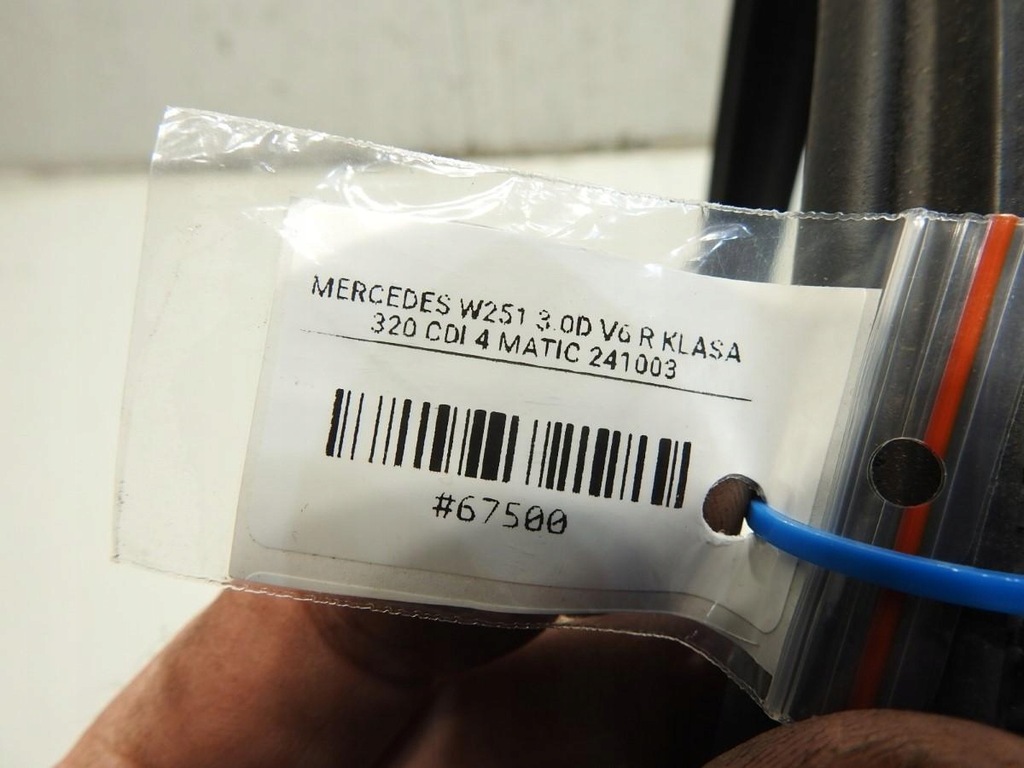 MERCEDES W251 3.0D V6 R KLASA
320 CDI 4 MATIC 241003
#67500